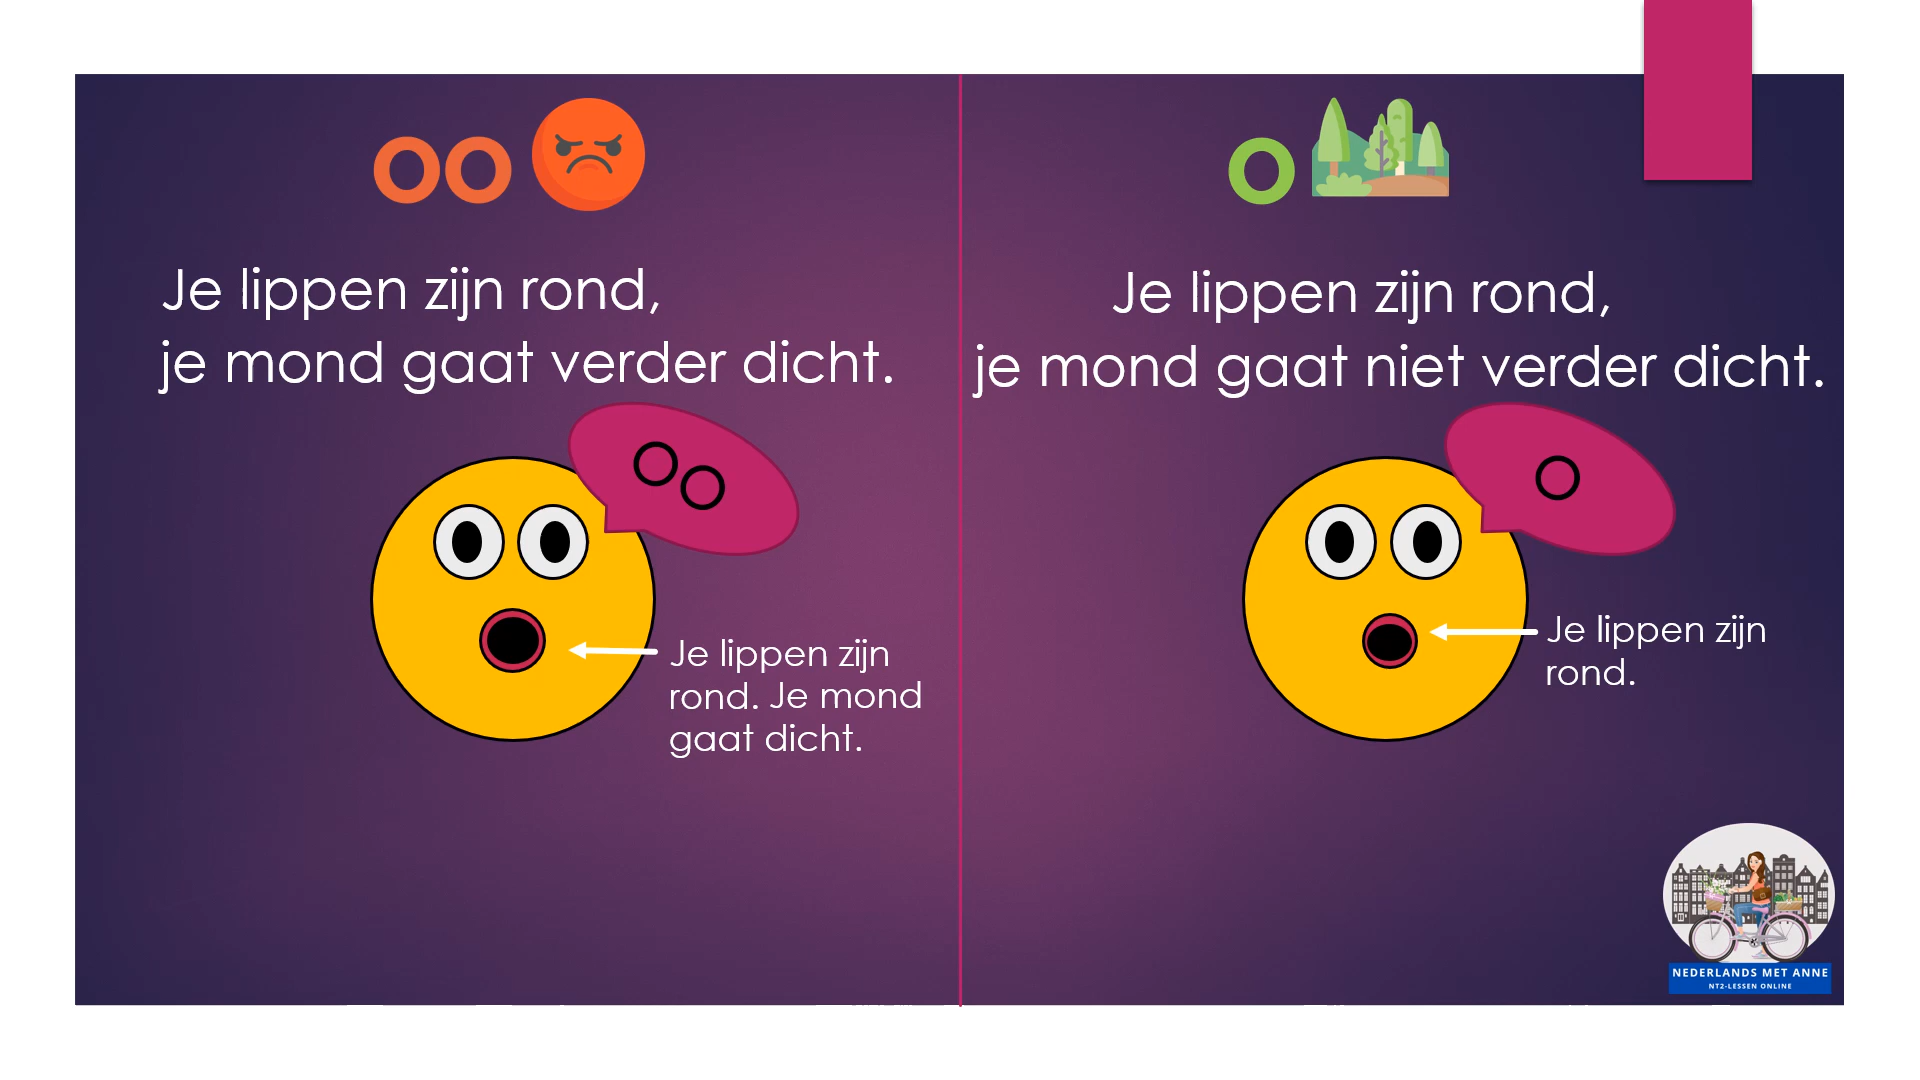 oo
Je lippen zijn rond,
je mond gaat verder dicht.
oo
Je lippen zijn
rond. Je mond
gaat dicht.
o
Je lippen zijn rond,
je mond gaat niet verder dicht.
o
Je lippen zijn
rond.
NEDERLANDS MET ANNE
NT2-LESSEN ONLINE